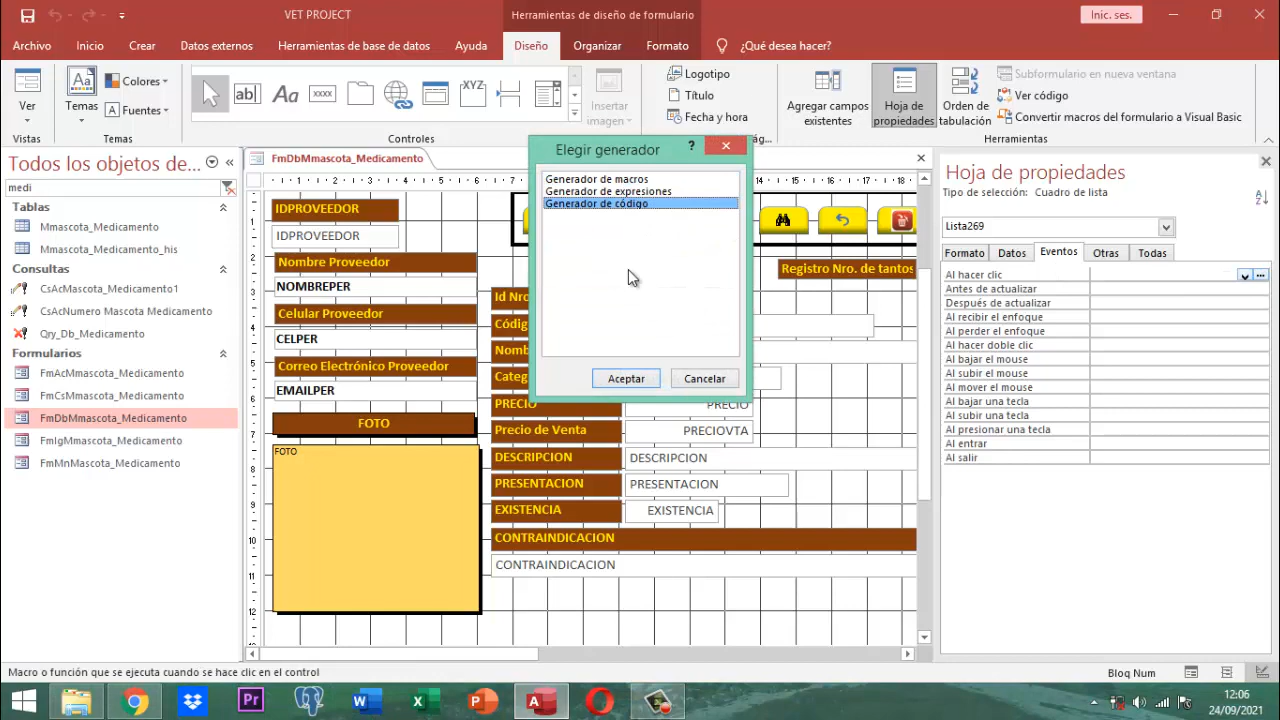 VET PROJECT
Herramientas de diseño de formulario
Inic. ses.
Archivo
Inicio
Crear
Datos externos
Herramientas de base de datos
Ayuda
Diseño
Organizar
Formato
¿Qué desea hacer?
Ver
Vistas
Aa
Temas
Colores
Fuentes
Temas
ab|
Aa
xxxx
XYZ
Controles
Insertar imagen
Logotipo
Título
Fecha y hora
Agregar campos existentes
Hoja de propiedades
Orden de tabulación
Subformulario en nueva ventana
Ver código
Convertir macros del formulario a Visual Basic
Herramientas
Todos los objetos de...
medi
Tablas
Mmascota_Medicamento
Mmascota_Medicamento_his
Consultas
CsAcMmascota_Medicamento1
CsAcNumero Mascota Medicamento
Qry_Db_Medicamento
Formularios
FmAcMmascota_Medicamento
FmCsMmascota_Medicamento
FmDbMmascota_Medicamento
FmIgMmascota_Medicamento
FmMnMascota_Medicamento
FmDbMmascota_Medicamento
IDPROVEEDOR
IDPROVEEDOR
Nombre Proveedor
NOMBREPER
Celular Proveedor
CELPER
Correo Electrónico Proveedor
EMAILPER
FOTO
FOTO
Registro Nro. de tantos
Id Nro
Códig
Nomb
Categ
PRECIO
PRECIO
Precio de Venta
PRECIOVTA
DESCRIPCION
DESCRIPCION
PRESENTACION
PRESENTACION
EXISTENCIA
EXISTENCIA
CONTRAINDICACION
CONTRAINDICACION
Elegir generador
?
Generador de macros
Generador de expresiones
Generador de código
Aceptar
Cancelar
Hoja de propiedades
Tipo de selección: Cuadro de lista
Lista269
Formato
Datos
Eventos
Otras
Todas
Al hacer clic
Antes de actualizar
Después de actualizar
Al recibir el enfoque
Al perder el enfoque
Al hacer doble clic
Al bajar el mouse
Al subir el mouse
Al mover el mouse
Al bajar una tecla
Al subir una tecla
Al presionar una tecla
Al entrar
Al salir
Macro o función que se ejecuta cuando se hace clic en el control
Bloq Num
12:06
24/09/2021